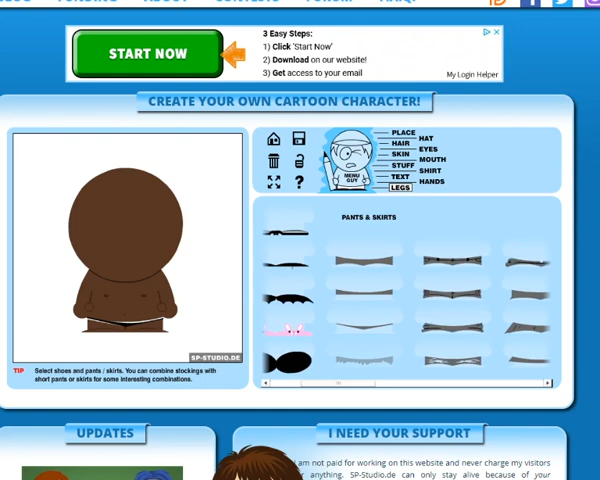 FUNDING ABOUT CONTESTS FORUM
START NOW
3 Easy Steps:
1) Click 'Start Now'
2) Download on our website!
3) Get access to your email
My Login Helper
CREATE YOUR OWN CARTOON CHARACTER!
PLACE
HAT
HAIR
EYES
SKIN
MOUTH
STUFF
SHIRT
TEXT
HANDS
LEGS
MENU
GUY
PANTS & SKIRTS
SP-STUDIO.DE
TIP Select shoes and pants / skirts. You can combine stockings with
short pants or skirts for some interesting combinations.
UPDATES
I NEED YOUR SUPPORT
am not paid for working on this website and never charge my visitors
anything. SP-Studio.de can only stay alive because of your